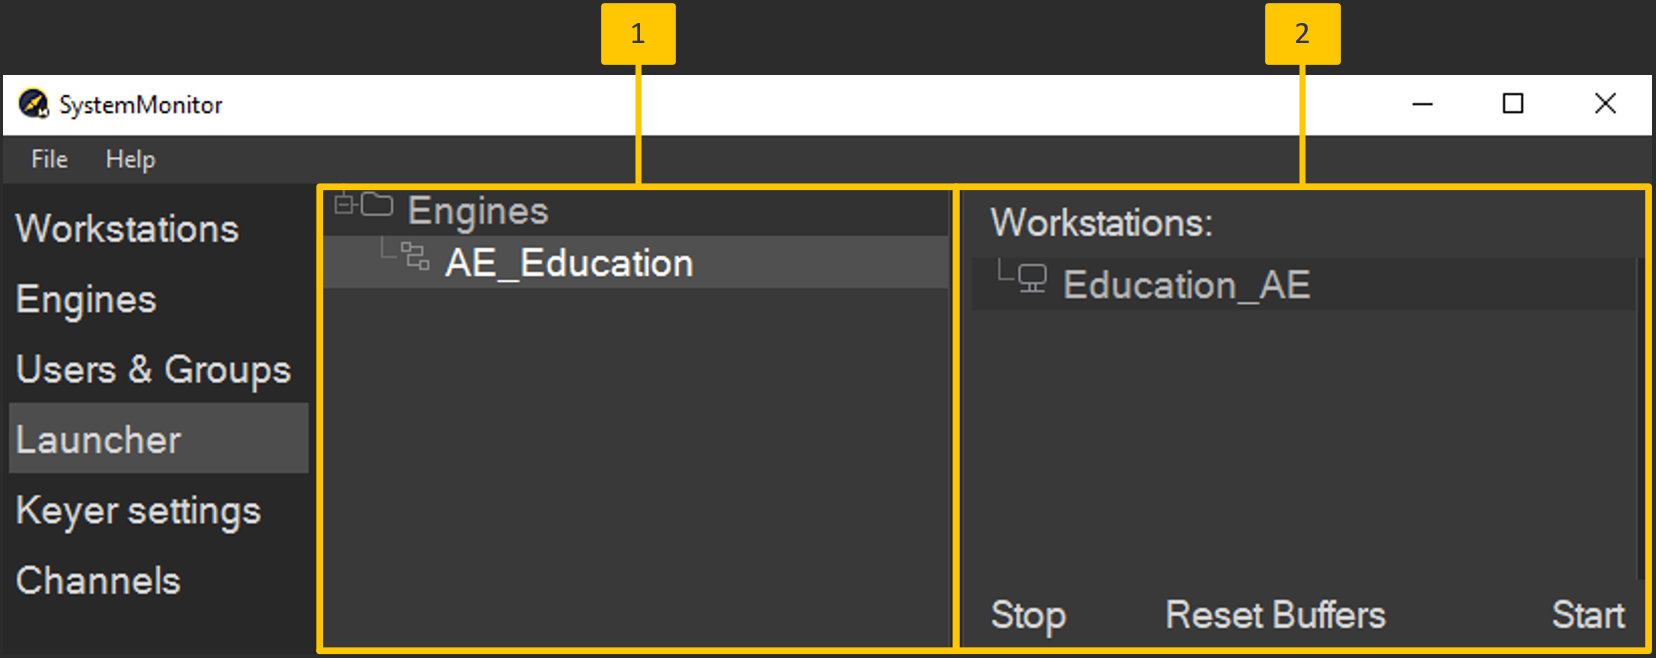 1
2
SystemMonitor
File Help
Workstations
Engines
Users & Groups
Launcher
Keyer settings
Channels
Engines
AE_Education
Workstations:
Education_AE
Stop Reset Buffers Start